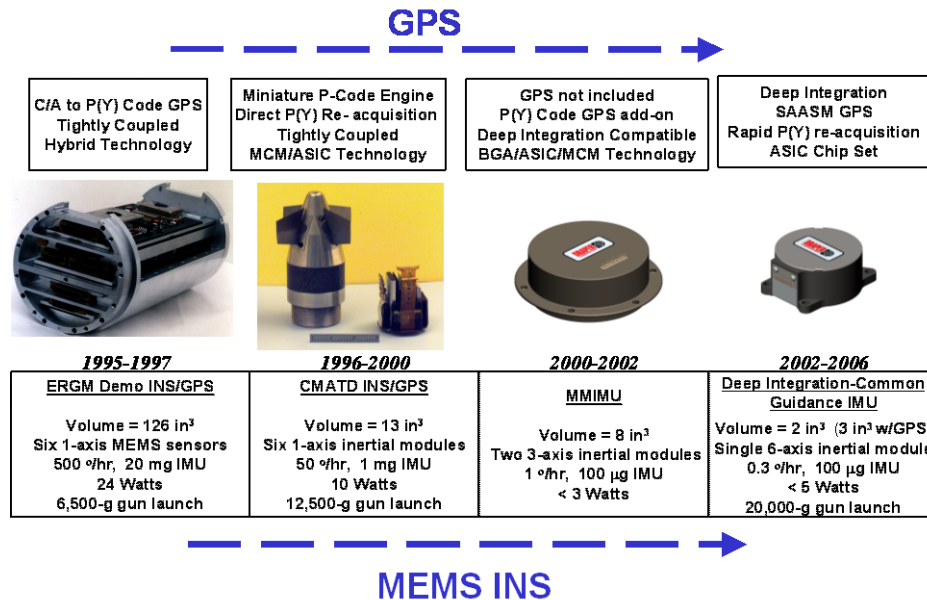 GPS
C/A to P(Y) Code GPS
Tightly Coupled
Hybrid Technology
Miniature P-Code Engine
Direct P(Y) Re- acquisition
Tightly Coupled
MCM/ASIC Technology
GPS not included
P(Y) Code GPS add-on
Deep Integration Compatible
BGA/ASIC/MCM Technology
Deep Integration
SAASM GPS
Rapid P(Y) re-acquisition
ASIC Chip Set
DRAPER
DRAPER
1995-1997
1996-2000
2000-2002
2002-2006
ERGM Demo INS/GPS
Volume = 126 in³
Six 1-axis MEMS sensors
500 º/hr, 20 mg IMU
24 Watts
6,500-g gun launch
CMATD INS/GPS
Volume = 13 in³
Six 1-axis inertial modules
50 º/hr, 1 mg IMU
10 Watts
12,500-g gun launch
MMIMU
Volume = 8 in³
Two 3-axis inertial modules
1 º/hr, 100 µg IMU
< 3 Watts
Deep Integration-Common
Guidance IMU
Volume = 2 in³ (3 in³ w/GPS
Single 6-axis inertial module
0.3 º/hr, 100 µg IMU
< 5 Watts
20,000-g gun launch
MEMS INS